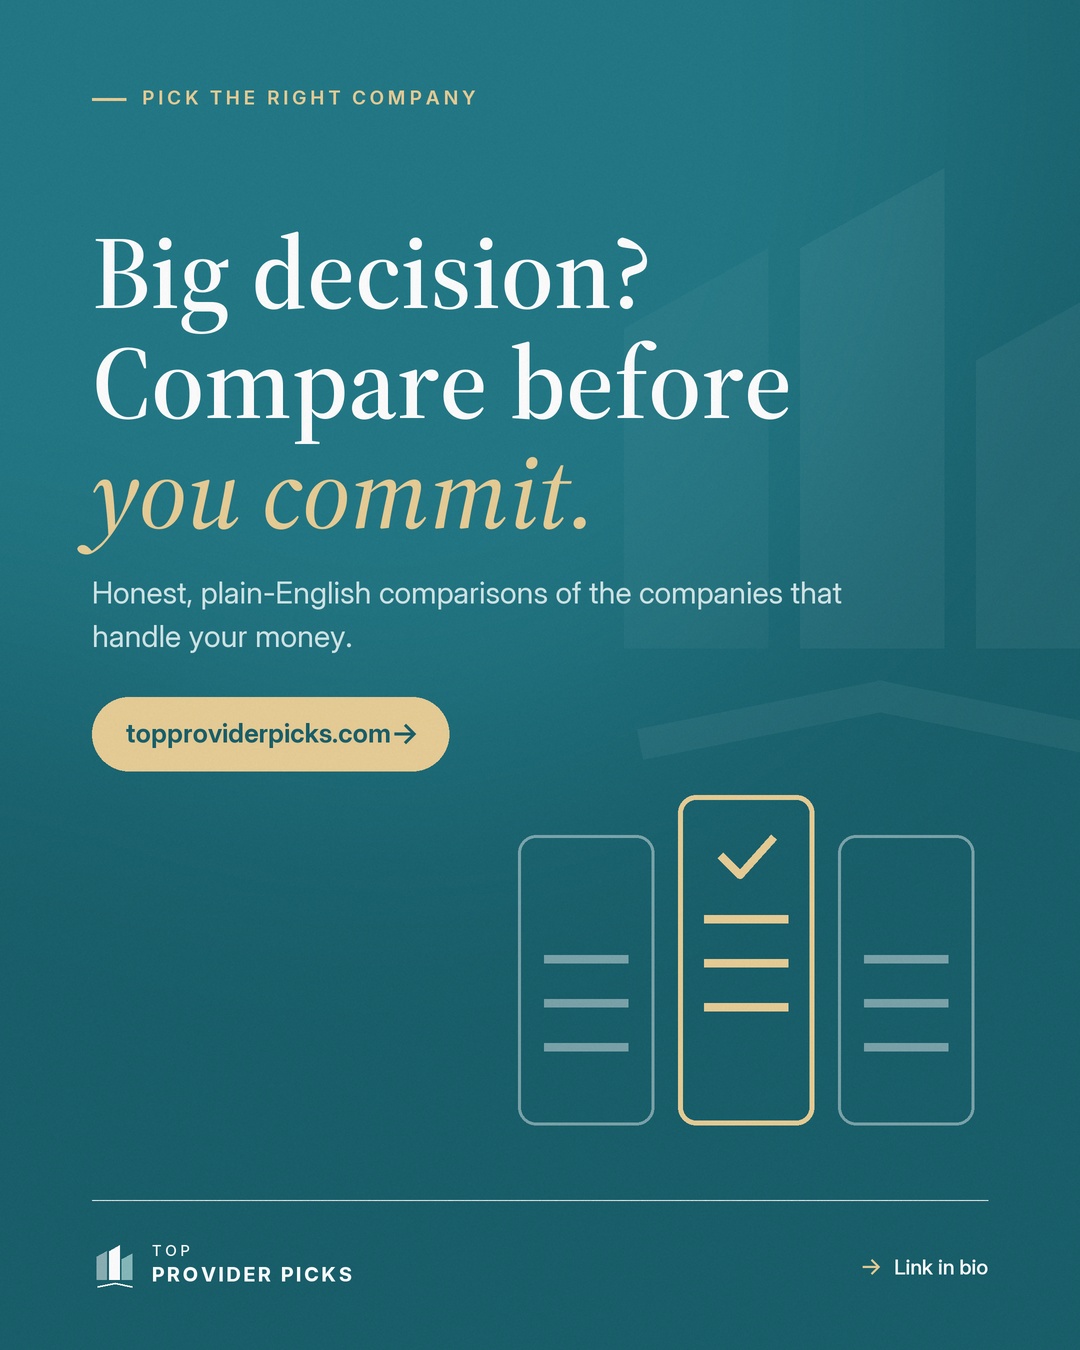 PICK THE RIGHT COMPANY
Big decision?
Compare before
you commit.
Honest, plain-English comparisons of the companies that
handle your money.
topproviderpicks.com→
TOP
PROVIDER PICKS
→ Link in bio